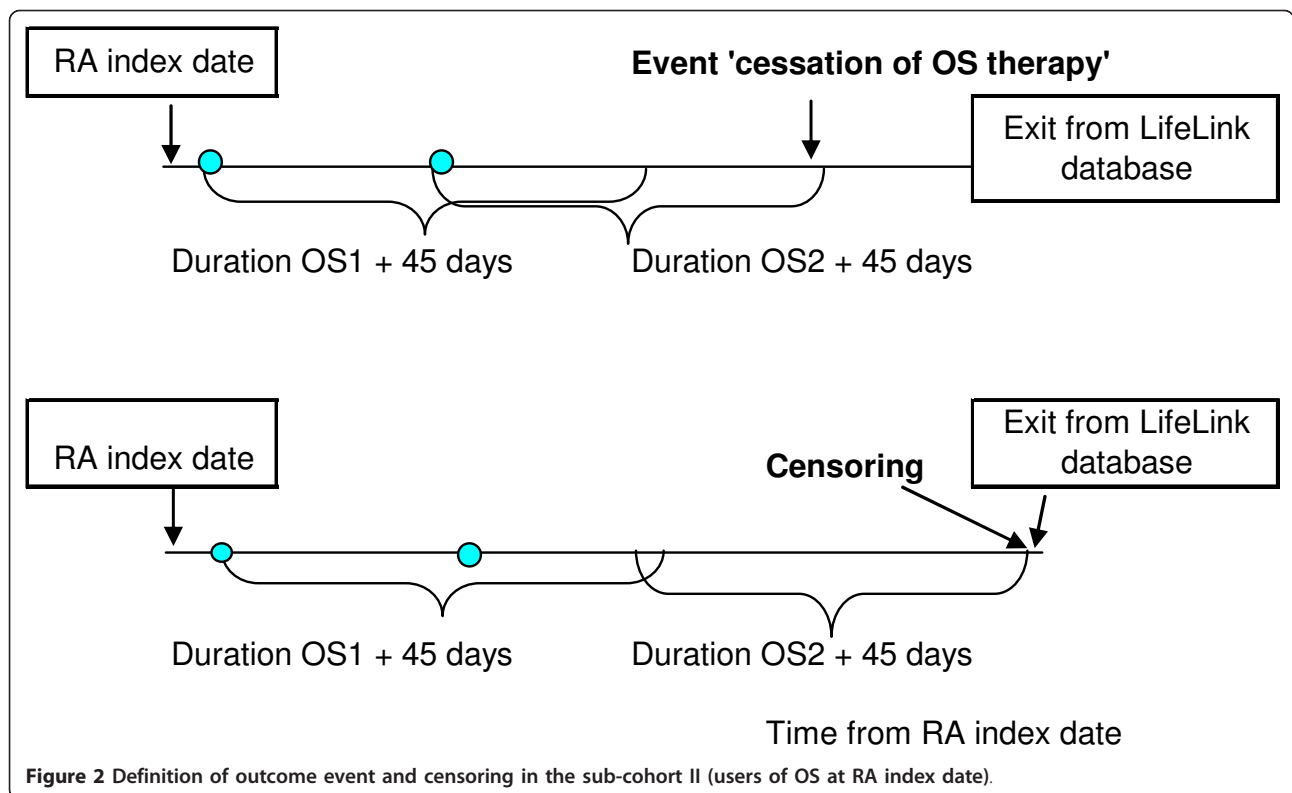 RA index date
Event 'cessation of OS therapy'
Exit from LifeLink
database
Duration OS1 + 45 days
Duration OS2 + 45 days
RA index date
Censoring
Exit from LifeLink
database
Duration OS1 + 45 days
Duration OS2 + 45 days
Time from RA index date
Figure 2 Definition of outcome event and censoring in the sub-cohort II (users of OS at RA index date).